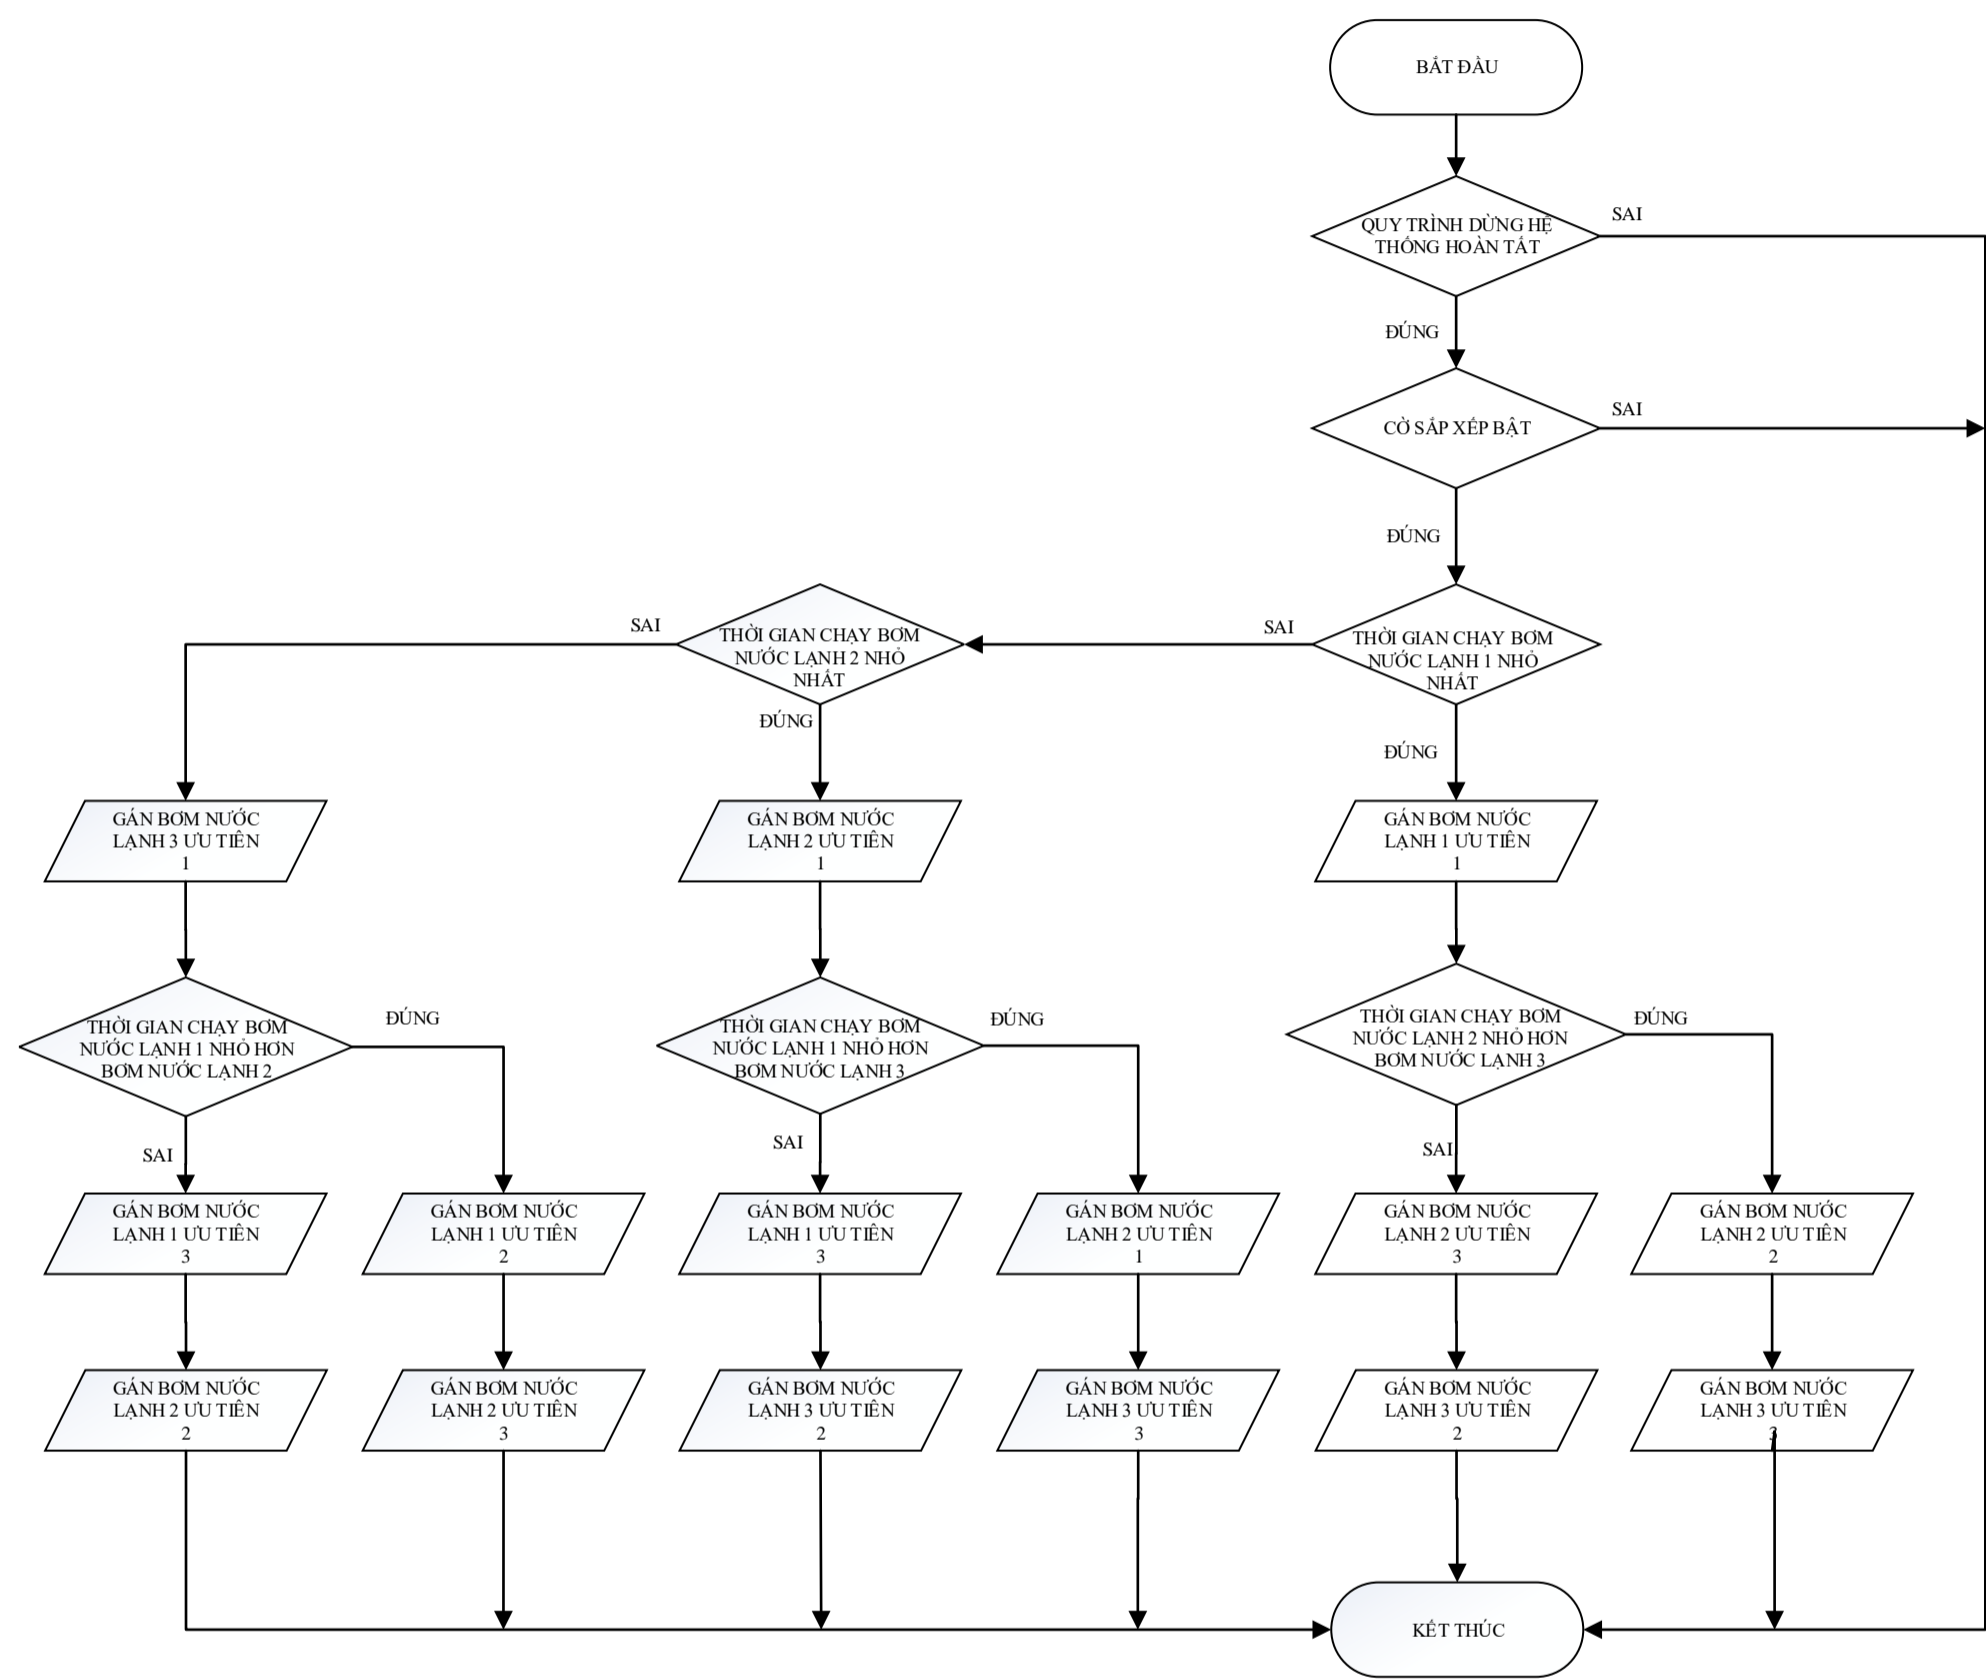 BẮT ĐẦU
SAI
QUY TRÌNH DỪNG HỆ
THỐNG HOÀN TẤT
ĐÚNG
SAI
CỜ SẮP XẾP BẬT
ĐÚNG
SAI
SAI
THỜI GIAN CHẠY BƠM
NƯỚC LẠNH 2 NHỎ
NHẤT
THỜI GIAN CHẠY BƠM
NƯỚC LẠNH 1 NHỎ
NHẤT
ĐÚNG
ĐÚNG
GÁN BƠM NƯỚC
LẠNH 3 ƯU TIÊN
1
GÁN BƠM NƯỚC
LẠNH 2 ƯU TIÊN
1
GÁN BƠM NƯỚC
LẠNH 1 ƯU TIÊN
1
THỜI GIAN CHẠY BƠM
NƯỚC LẠNH 1 NHỎ HƠN
BƠM NƯỚC LẠNH 2
ĐÚNG
THỜI GIAN CHẠY BƠM
NƯỚC LẠNH 1 NHỎ HƠN
BƠM NƯỚC LẠNH 3
ĐÚNG
THỜI GIAN CHẠY BƠM
NƯỚC LẠNH 2 NHỎ HƠN
BƠM NƯỚC LẠNH 3
ĐÚNG
SAI
SAI
SAI
GÁN BƠM NƯỚC
LẠNH 1 ƯU TIÊN
3
GÁN BƠM NƯỚC
LẠNH 1 ƯU TIÊN
2
GÁN BƠM NƯỚC
LẠNH 1 ƯU TIÊN
3
GÁN BƠM NƯỚC
LẠNH 2 ƯU TIÊN
1
GÁN BƠM NƯỚC
LẠNH 2 ƯU TIÊN
3
GÁN BƠM NƯỚC
LẠNH 2 ƯU TIÊN
2
GÁN BƠM NƯỚC
LẠNH 2 ƯU TIÊN
2
GÁN BƠM NƯỚC
LẠNH 2 ƯU TIÊN
3
GÁN BƠM NƯỚC
LẠNH 3 ƯU TIÊN
2
GÁN BƠM NƯỚC
LẠNH 3 ƯU TIÊN
3
GÁN BƠM NƯỚC
LẠNH 3 ƯU TIÊN
2
GÁN BƠM NƯỚC
LẠNH 3 ƯU TIÊN
3
KẾT THÚC